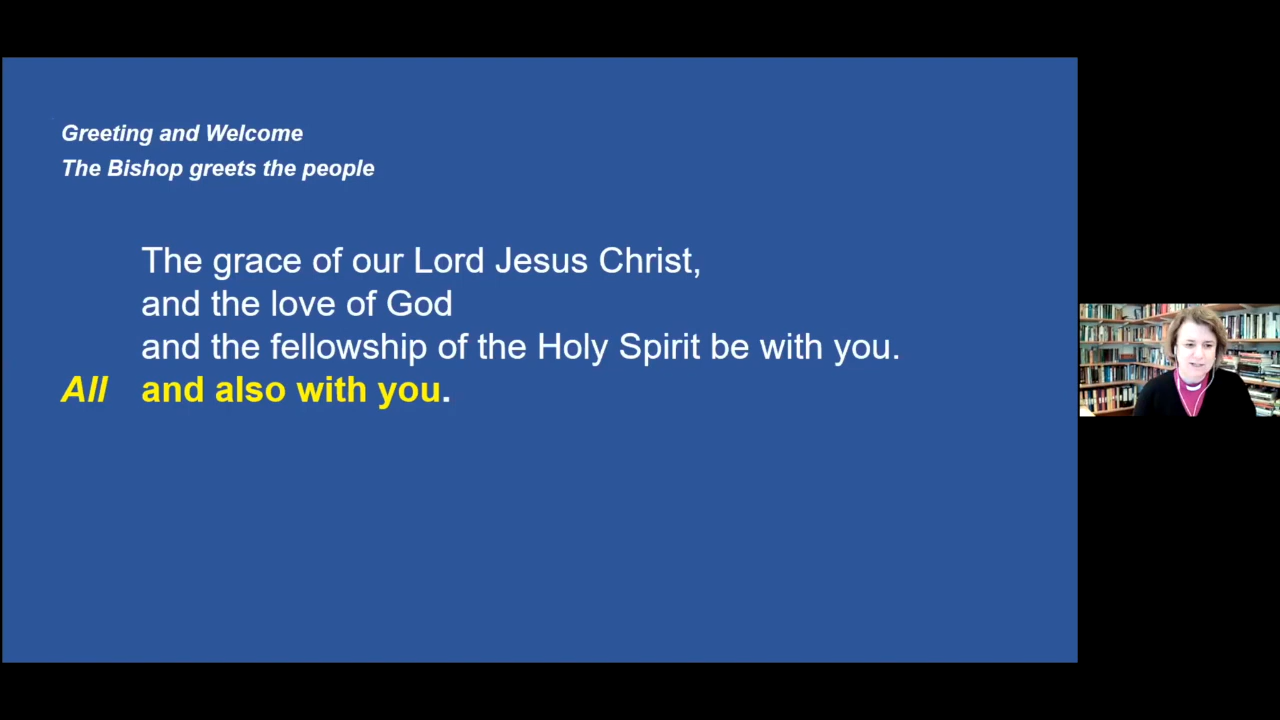 Greeting and Welcome
The Bishop greets the people
The grace of our Lord Jesus Christ,
and the love of God
and the fellowship of the Holy Spirit be with you.
All and also with you.